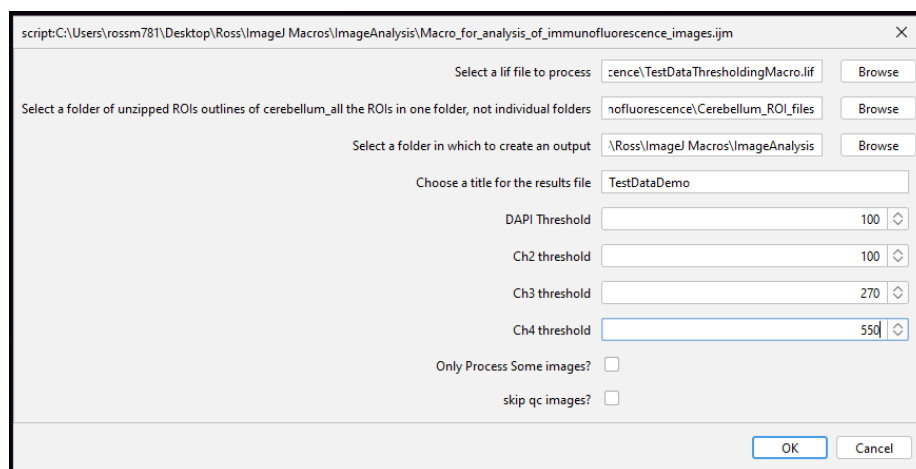 script:C:\Users\rossm781\Desktop\Ross\ImageJ Macros\ImageAnalysis\Macro_for_analysis_of_immunofluorescence_images.ijm
Select a lif file to process :ence\TestDataThresholdingMacro.lif Browse
Select a folder of unzipped ROIs outlines of cerebellum_all the ROIs in one folder, not individual folders nofluorescence\Cerebellum_ROI_files Browse
Select a folder in which to create an output \Ross\ImageJ Macros\ImageAnalysis Browse
Choose a title for the results file TestDataDemo
DAPI Threshold 100
Ch2 threshold 100
Ch3 threshold 270
Ch4 threshold 550
Only Process Some images?
skip qc images?
OK Cancel